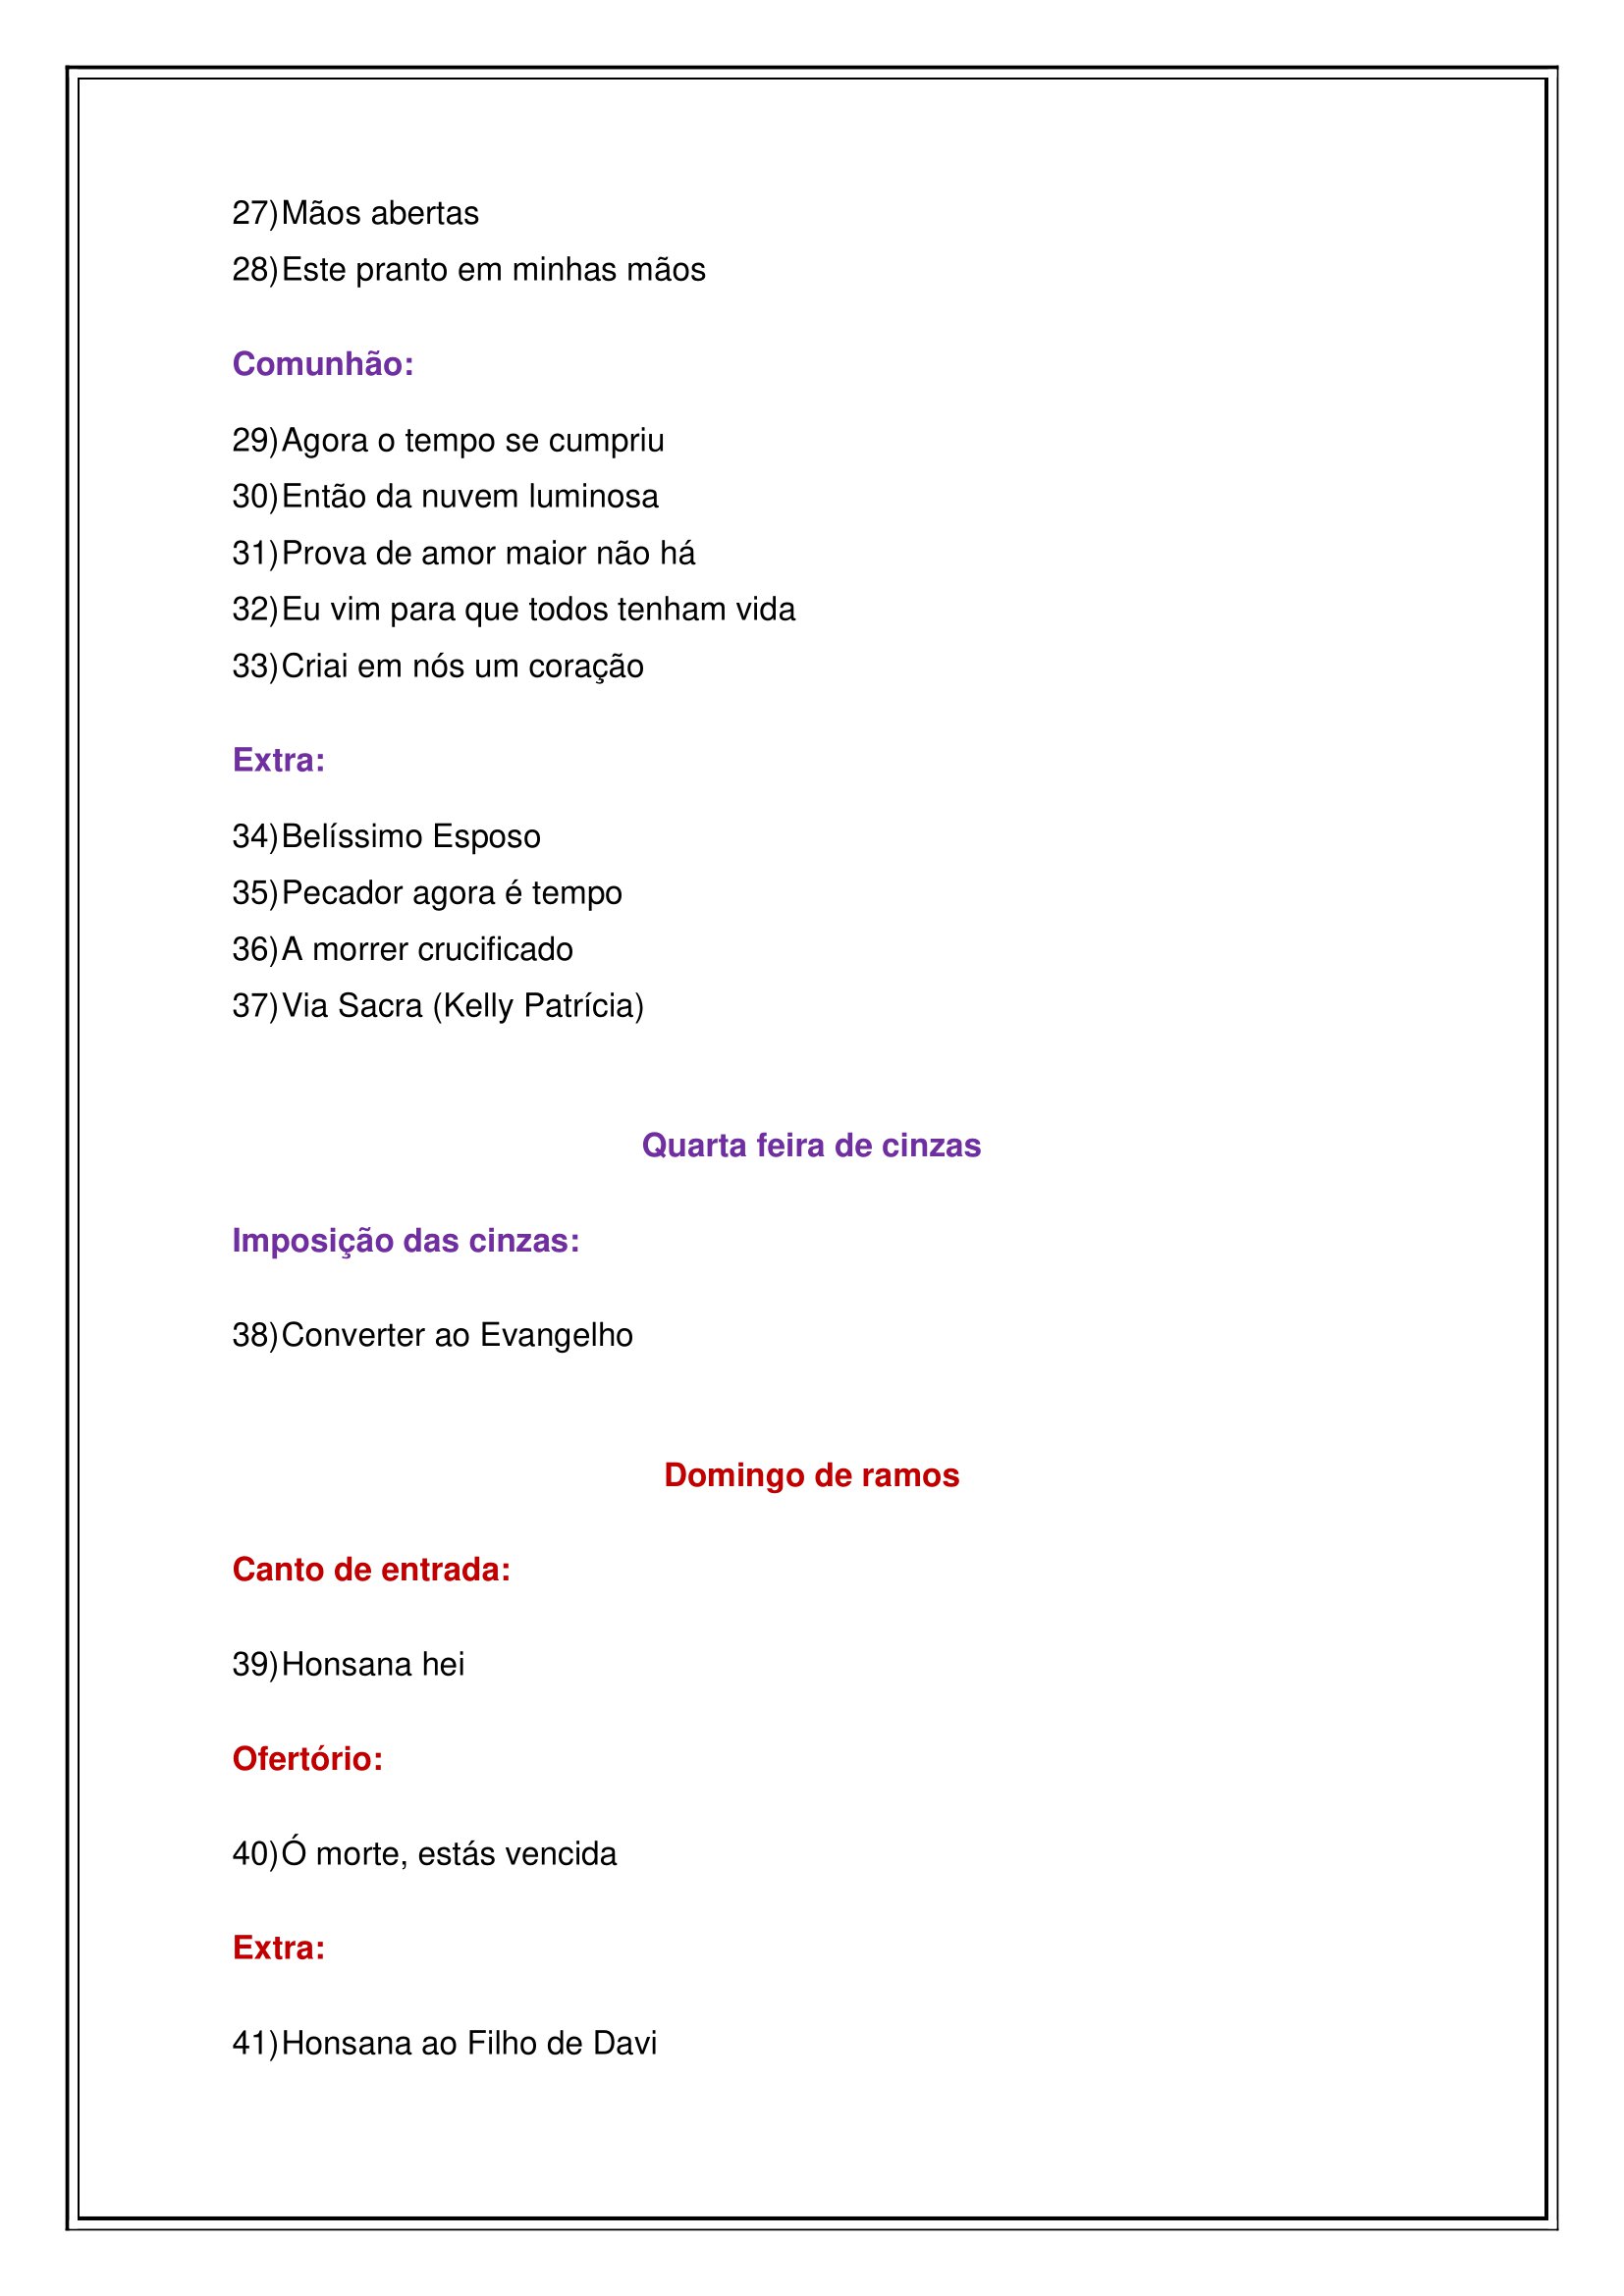 27)Mãos abertas
28)Este pranto em minhas mãos
Comunhão:
29)Agora o tempo se cumpriu
30)Então da nuvem luminosa
31)Prova de amor maior não há
32)Eu vim para que todos tenham vida
33)Criai em nós um coração
Extra:
34)Belíssimo Esposo
35)Pecador agora é tempo
36)A morrer crucificado
37)Via Sacra (Kelly Patrícia)
Quarta feira de cinzas
Imposição das cinzas:
38)Converter ao Evangelho
Domingo de ramos
Canto de entrada:
39)Honsana hei
Ofertório:
40)Ó morte, estás vencida
Extra:
41)Honsana ao Filho de Davi